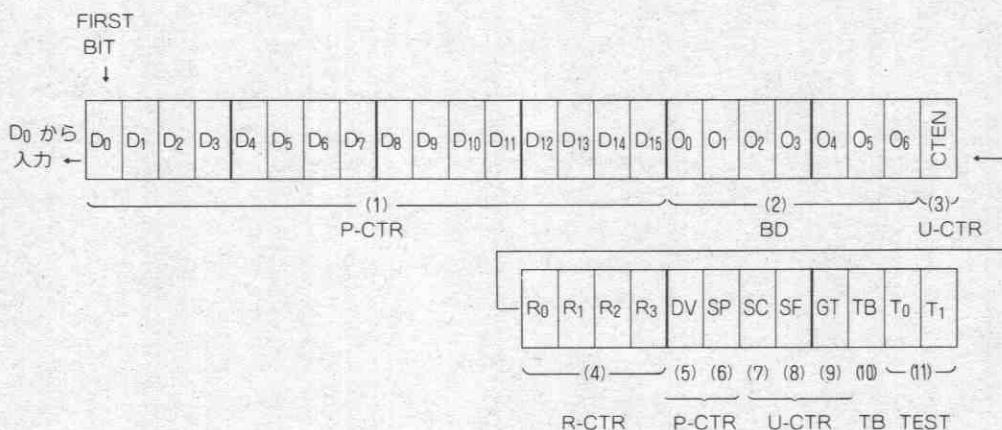 FIRST
BIT
↓
D0 から
入力
←
D0 D1 D2 D3 D4 D5 D6 D7 D8 D9 D10 D11 D12 D13 D14 D15 O0 O1 O2 O3 O4 O5 O6 CTEN
(1) (2) (3)
P-CTR BD U-CTR
R0 R1 R2 R3 DV SP SC SF GT TB T0 T1
(4) (5) (6) (7) (8) (9) (10) (11)
R-CTR P-CTR U-CTR TB TEST